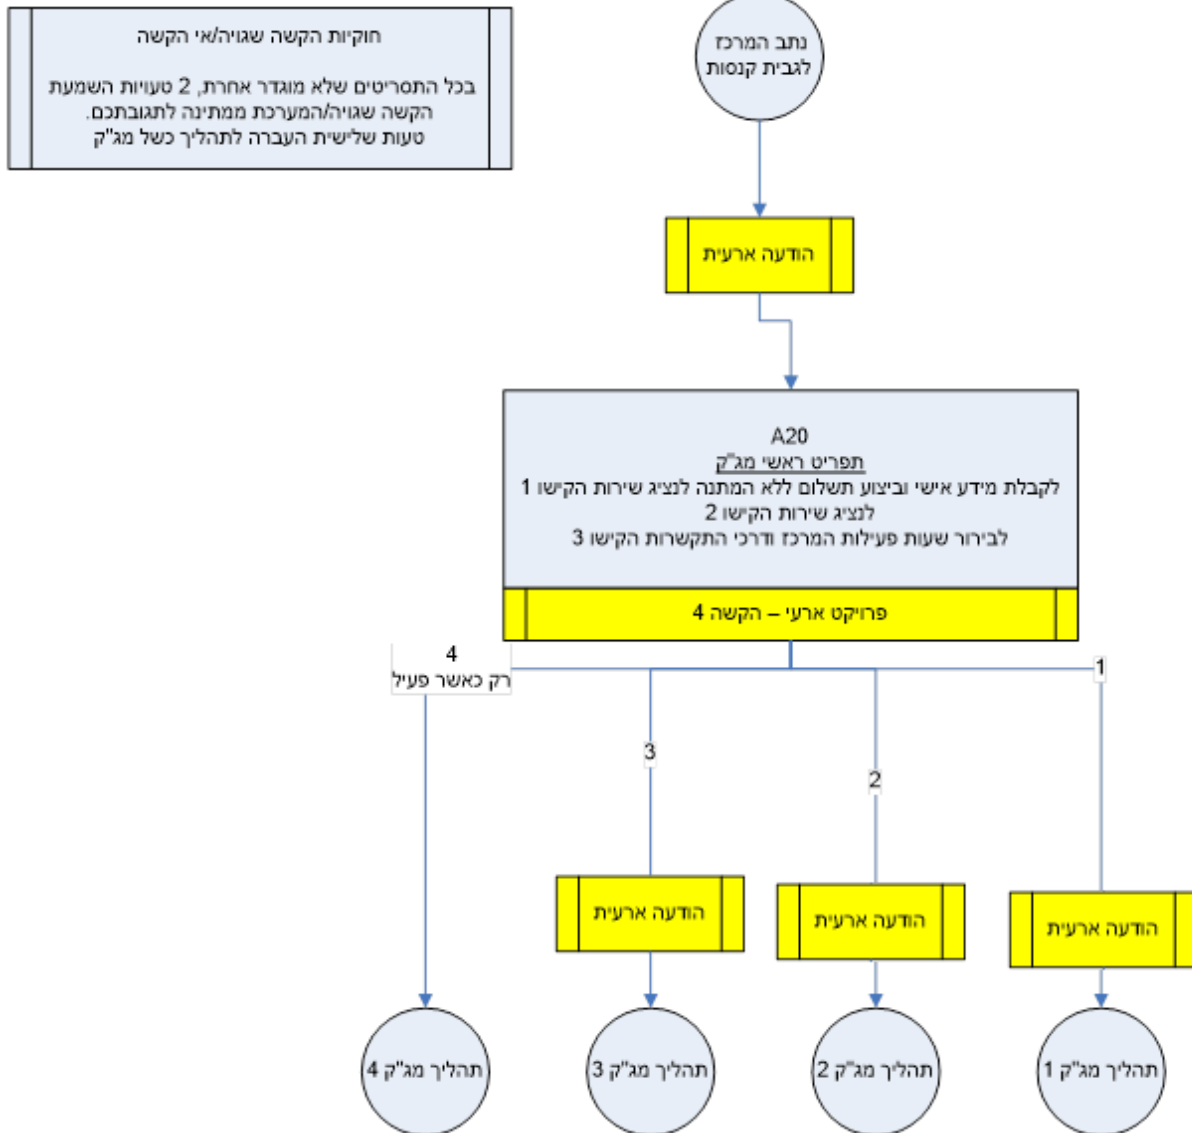 חוקיות הקשה שגויה/אי הקשה
בכל התסריטים שלא מוגדר אחרת, 2 טעויות השמעת
הקשה שגויה/המערכת ממתינה לתגובתכם.
טעות שלישית העברה לתהליך כשל מג"ק
נתב המרכז
לגבית קנסות
הודעה ארעית
A20
תפריט ראשי מג"ק
לקבלת מידע אישי וביצוע תשלום ללא המתנה לנציג שירות הקישו 1
לנציג שירות הקישו 2
לבירור שעות פעילות המרכז ודרכי התקשרות הקישו 3
פרויקט ארעי – הקשה 4
1
2
3
4
רק כאשר פעיל
הודעה ארעית
הודעה ארעית
הודעה ארעית
תהליך מג"ק 1
תהליך מג"ק 2
תהליך מג"ק 3
תהליך מג"ק 4